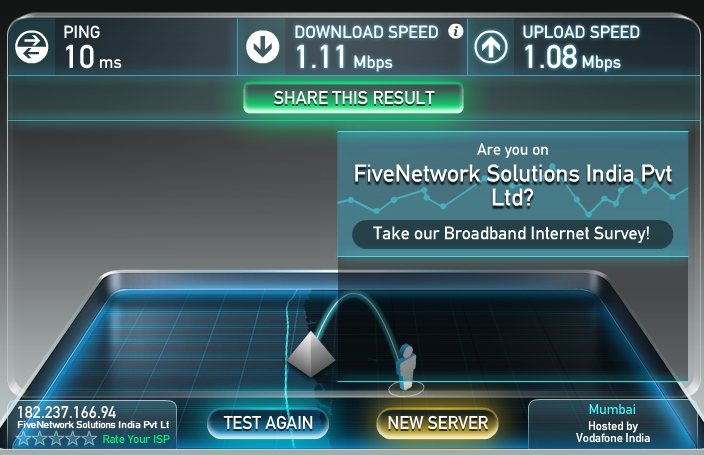 PING
10 ms
DOWNLOAD SPEED i
1.11 Mbps
UPLOAD SPEED
1.08 Mbps
SHARE THIS RESULT
Are you on
FiveNetwork Solutions India Pvt
Ltd?
Take our Broadband Internet Survey!
182.237.166.94
FiveNetwork Solutions India Pvt Lt
Rate Your ISP
TEST AGAIN
NEW SERVER
Mumbai
Hosted by
Vodafone India